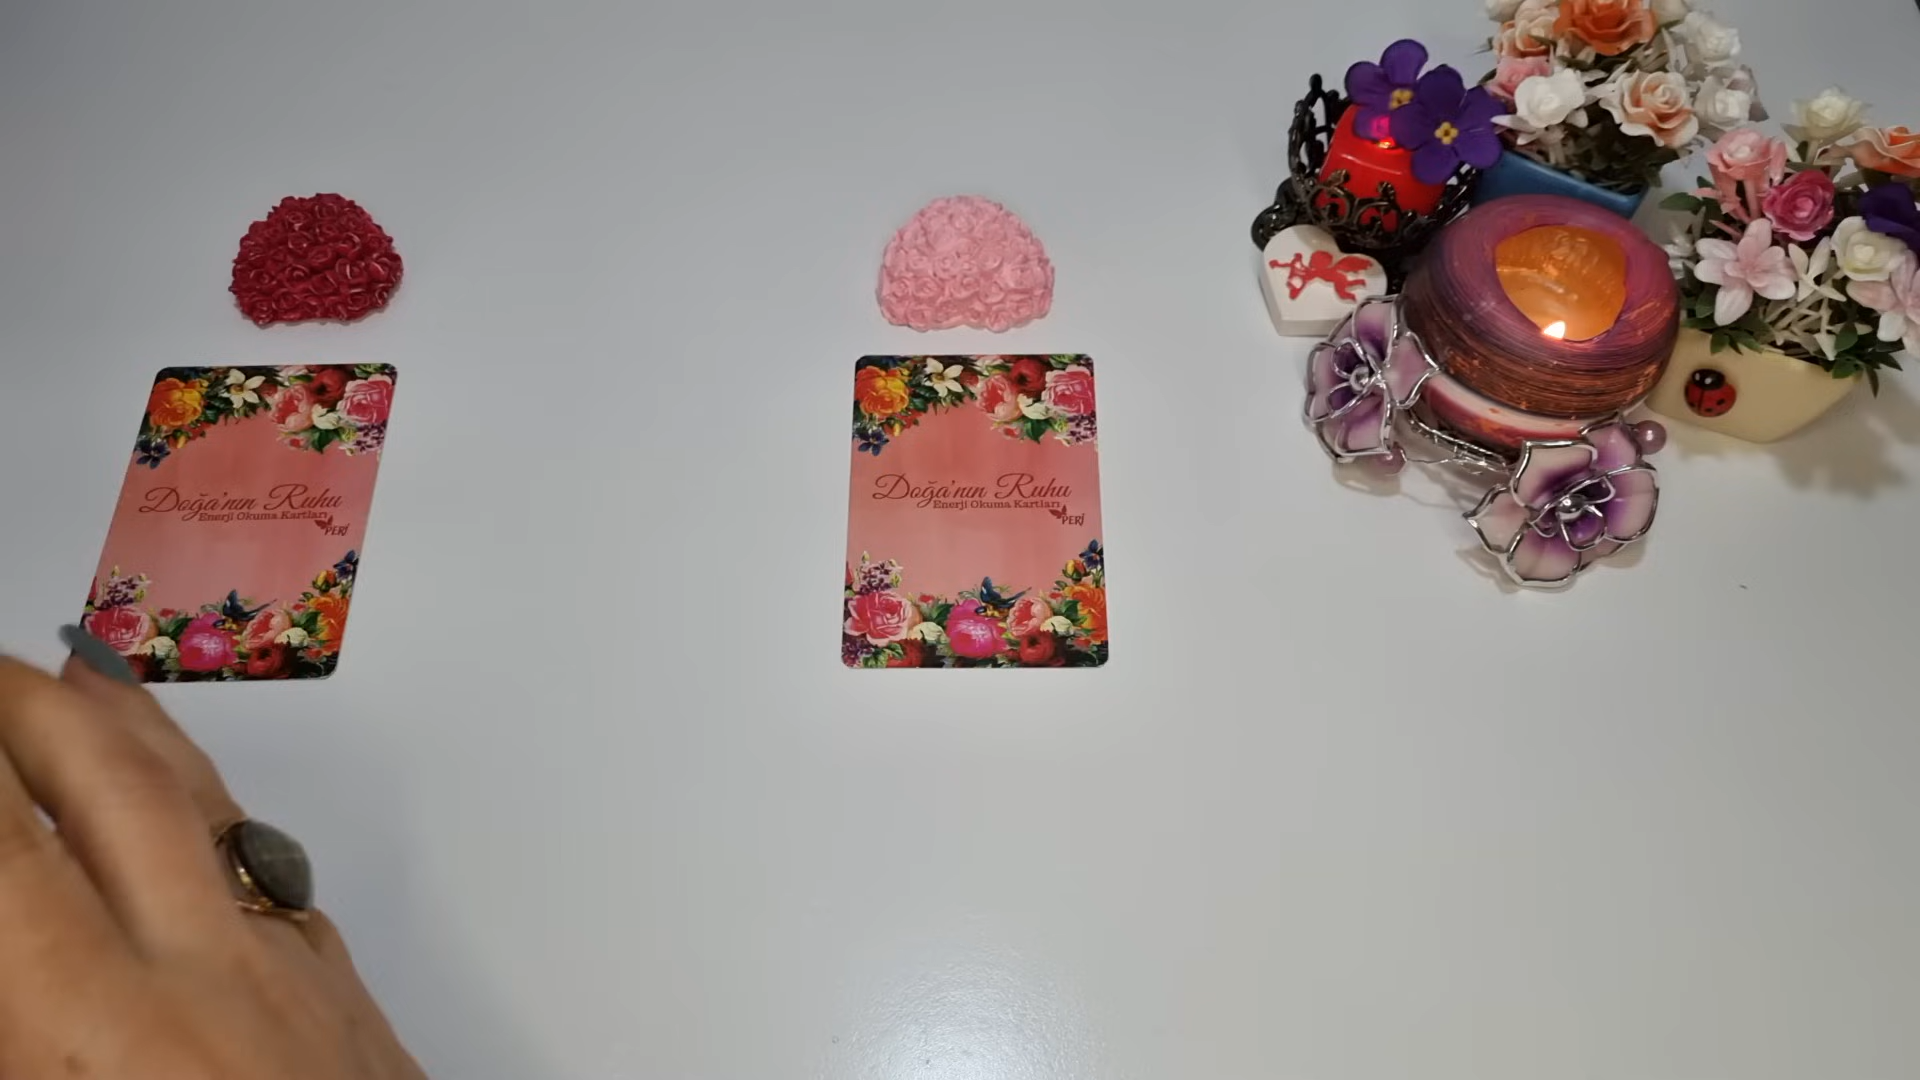 Doğa'nın Ruhu
Enerji Okuma Kartları
PERİ
Doğa'nın Ruhu
Enerji Okuma Kartları
PERİ